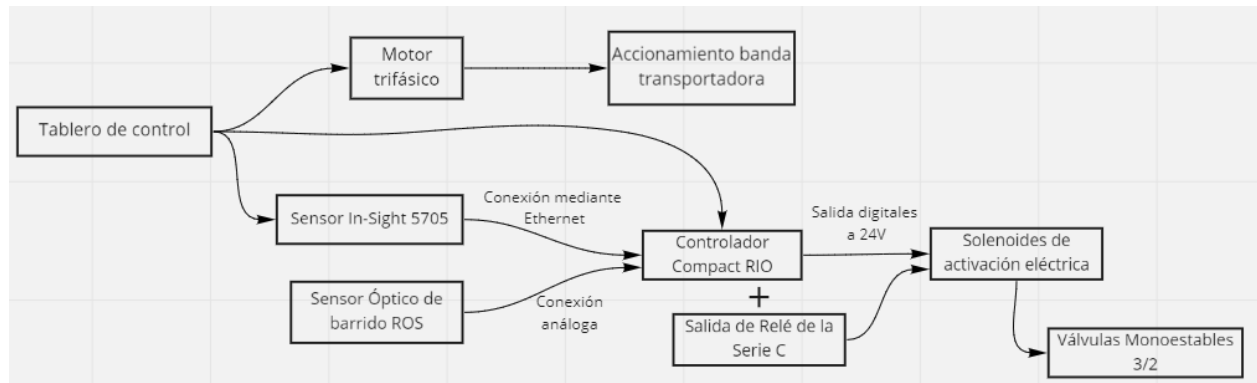 Motor
trifásico
Accionamiento banda
transportadora
Tablero de control
Sensor In-Sight 5705
Conexión mediante
Ethernet
Controlador
Compact RIO
Salida digitales
a 24V
Solenoides de
activación eléctrica
Sensor Óptico de
barrido ROS
Conexión
análoga
+
Salida de Relé de la
Serie C
Válvulas Monoestables
3/2